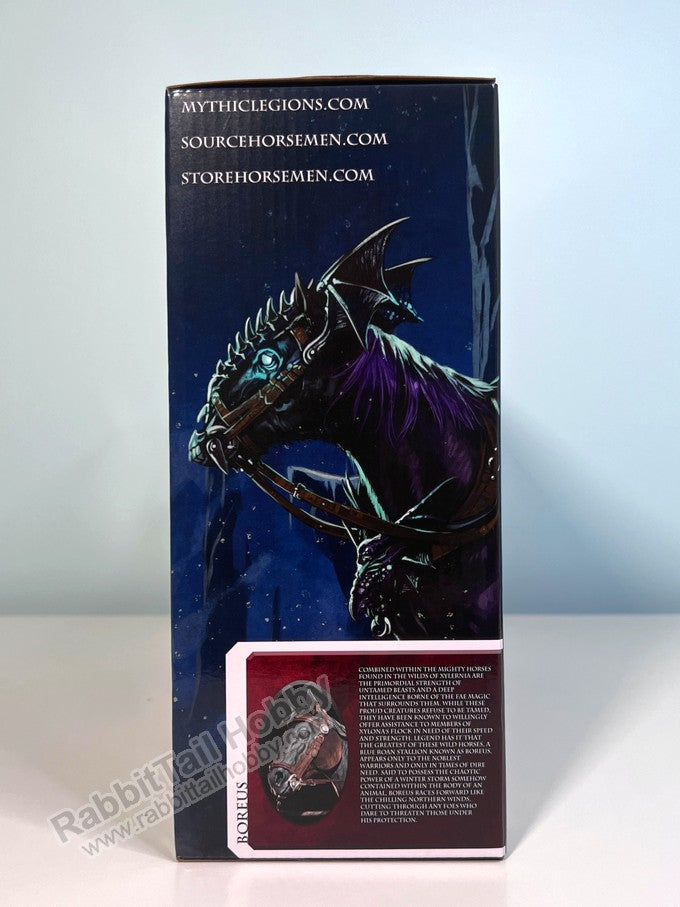 MYTHICLEGIONS.COM
SOURCEHORSEMEN.COM
STOREHORSEMEN.COM
COMBINED WITHIN THE MIGHTY HORSES
FOUND IN THE WILDS OF XYLERNIA ARE
THE PRIMORDIAL STRENGTH OF
UNTAMED BEASTS AND A DEEP
INTELLIGENCE BORNE OF THE FAE MAGIC
THAT SURROUNDS THEM. WHILE THESE
PROUD CREATURES REFUSE TO BE TAMED,
THEY HAVE BEEN KNOWN TO WILLINGLY
OFFER ASSISTANCE TO MEMBERS OF
XYLONA'S FLOCK IN NEED OF THEIR SPEED
AND STRENGTH. LEGEND HAS IT THAT
THE GREATEST OF THESE WILD HORSES, A
BLUE ROAN STALLION KNOWN AS BOREUS,
APPEARS ONLY TO THE NOBLEST
WARRIORS AND ONLY IN TIMES OF DIRE
NEED. SAID TO POSSESS THE CHAOTIC
POWER OF A WINTER STORM SOMEHOW
CONTAINED WITHIN THE BODY OF AN
ANIMAL, BOREUS RACES FORWARD LIKE
THE CHILLING NORTHERN WINDS,
CUTTING THROUGH ANY FOES WHO
DARE TO THREATEN THOSE UNDER
HIS PROTECTION.
BOREUS
RabbitTail Hobby
www.rabbittailhobby.com